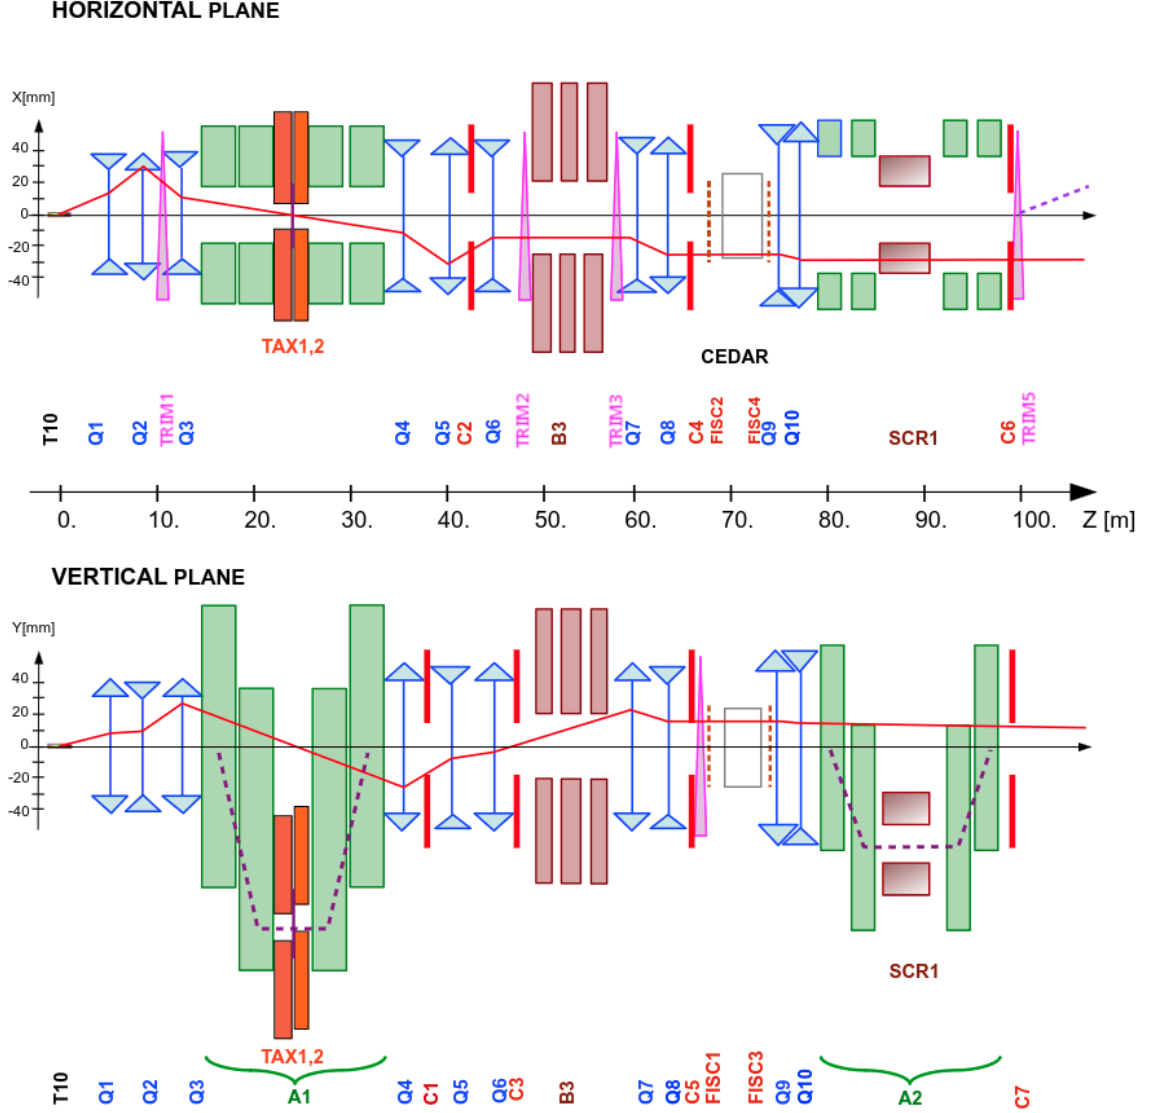 HORIZONTAL PLANE
X[mm]
40
20
0
-20
-40
TAX1,2
CEDAR
T10 Q1 Q2 TRIM1 Q3 Q4 Q5 C2 Q6 TRIM2 B3 TRIM3 Q7 Q8 C4 FISC2 FISC4 Q9 Q10 SCR1 C6 TRIM5
0. 10. 20. 30. 40. 50. 60. 70. 80. 90. 100. Z [m]
VERTICAL PLANE
Y[mm]
40
20
0
-20
-40
SCR1
TAX1,2
T10 Q1 Q2 Q3 A1 Q4 C1 Q5 Q6 C3 B3 Q7 Q8 C5 FISC1 FISC3 Q9 Q10 A2 C7